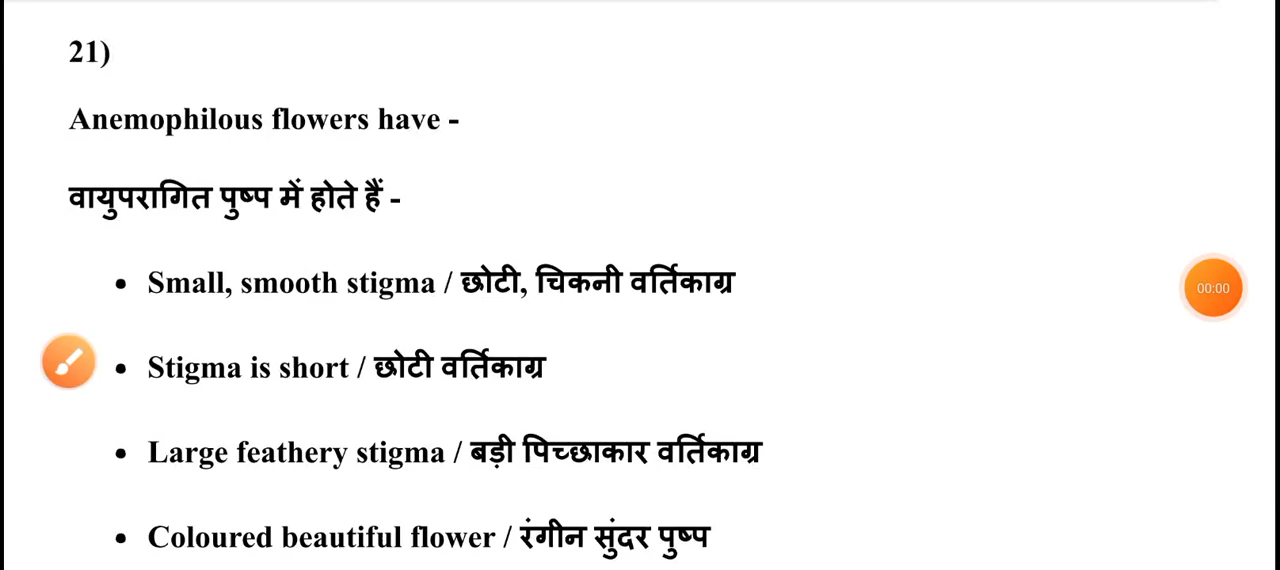 21)
Anemophilous flowers have -
वायुपरागित पुष्प में होते हैं -
• Small, smooth stigma / छोटी, चिकनी वर्तिकाग्र
00:00
• Stigma is short / छोटी वर्तिकाग्र
• Large feathery stigma / बड़ी पिच्छाकार वर्तिकाग्र
• Coloured beautiful flower / रंगीन सुंदर पुष्प